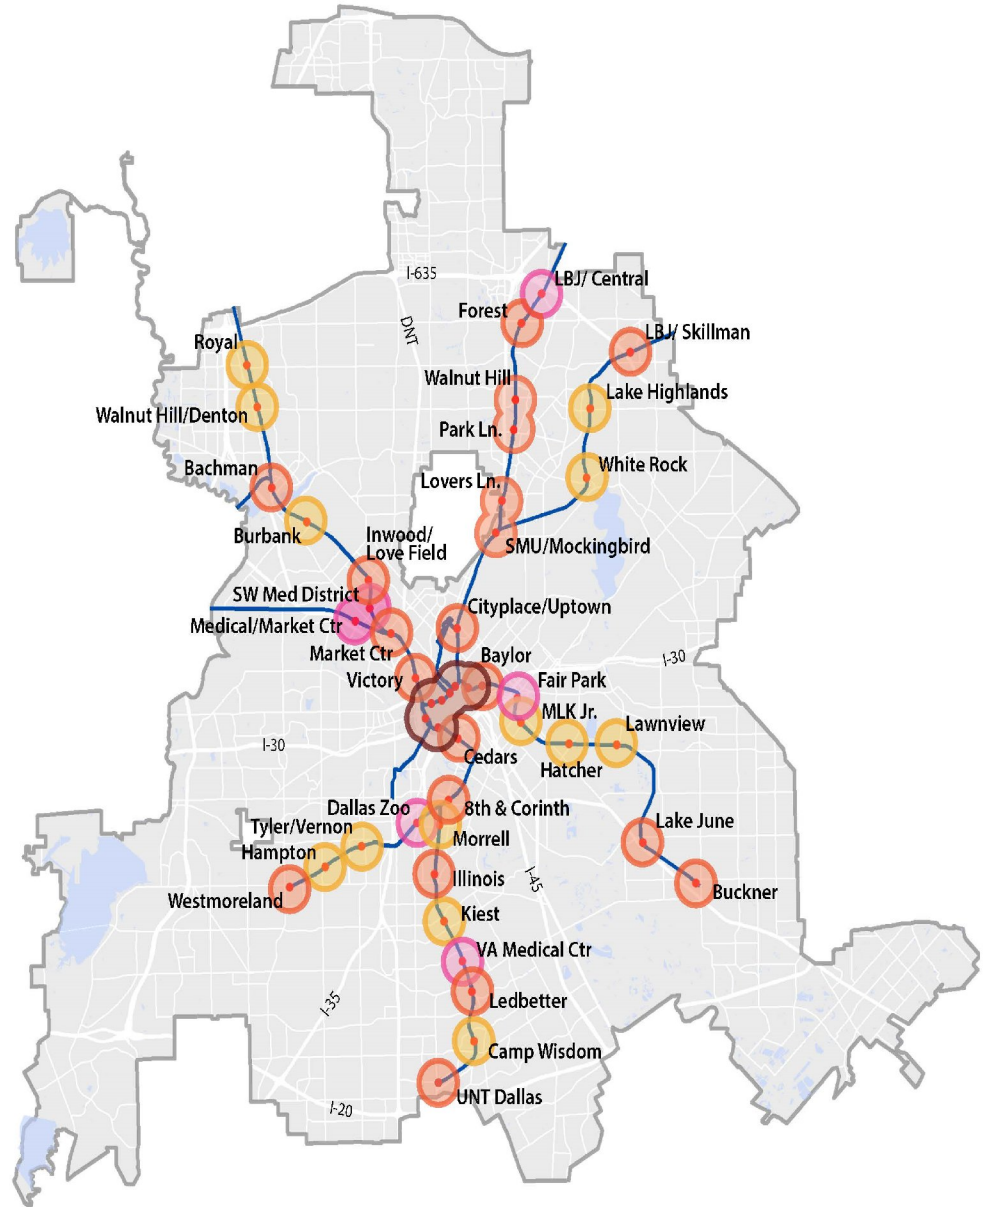 I-635
LBJ/ Central
Forest
DNT
LBJ/ Skillman
Royal
Walnut Hill
Lake Highlands
Walnut Hill/Denton
Park Ln.
Bachman
White Rock
Lovers Ln.
Burbank
Inwood/
Love Field
SMU/Mockingbird
SW Med District
Cityplace/Uptown
Medical/Market Ctr
Market Ctr
Baylor
I-30
Victory
Fair Park
MLK Jr.
Lawnview
I-30
Cedars
Hatcher
Dallas Zoo
8th & Corinth
Lake June
Tyler/Vernon
Morrell
Hampton
Illinois
I-45
Westmoreland
Buckner
Kiest
VA Medical Ctr
I-35
Ledbetter
Camp Wisdom
UNT Dallas
I-20